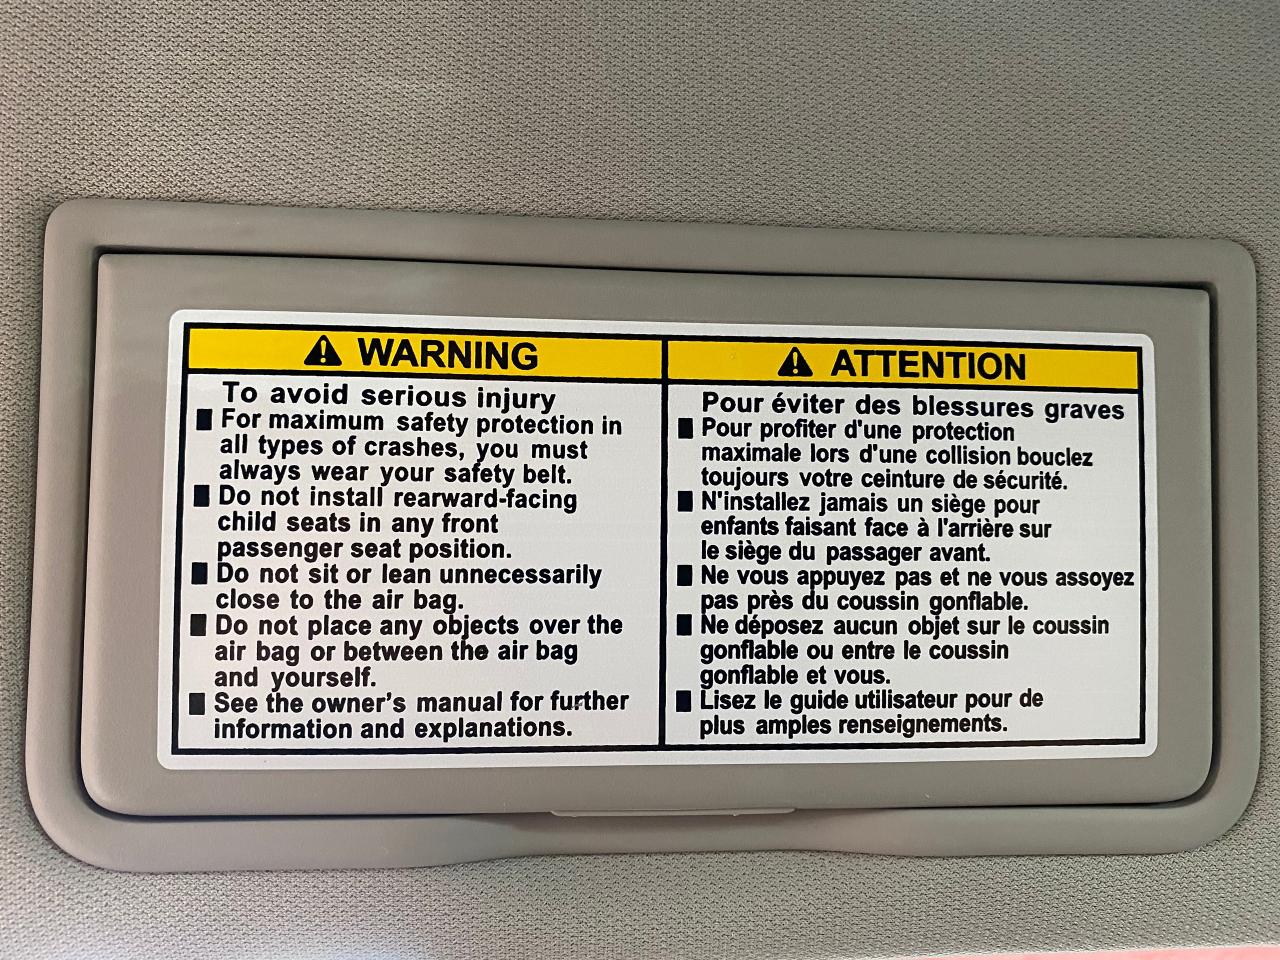 ⚠ WARNING
To avoid serious injury
■ For maximum safety protection in
all types of crashes, you must
always wear your safety belt.
■ Do not install rearward-facing
child seats in any front
passenger seat position.
■ Do not sit or lean unnecessarily
close to the air bag.
■ Do not place any objects over the
air bag or between the air bag
and yourself.
■ See the owner's manual for further
information and explanations.
⚠ ATTENTION
Pour éviter des blessures graves
■ Pour profiter d'une protection
maximale lors d'une collision bouclez
toujours votre ceinture de sécurité.
■ N'installez jamais un siège pour
enfants faisant face à l'arrière sur
le siège du passager avant.
■ Ne vous appuyez pas et ne vous assoyez
pas près du coussin gonflable.
■ Ne déposez aucun objet sur le coussin
gonflable ou entre le coussin
gonflable et vous.
■ Lisez le guide utilisateur pour de
plus amples renseignements.